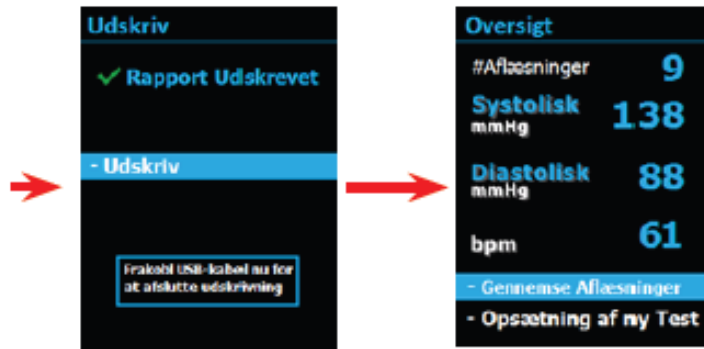 Udskriv
✓ Rapport Udskrevet
- Udskriv
Frakobl USB-kabel nu for
at afslutte udskrivning
Oversigt
#Aflæsninger 9
Systolisk 138
mmHg
Diastolisk 88
mmHg
bpm 61
- Gennemse Aflæsninger
- Opsætning af ny Test